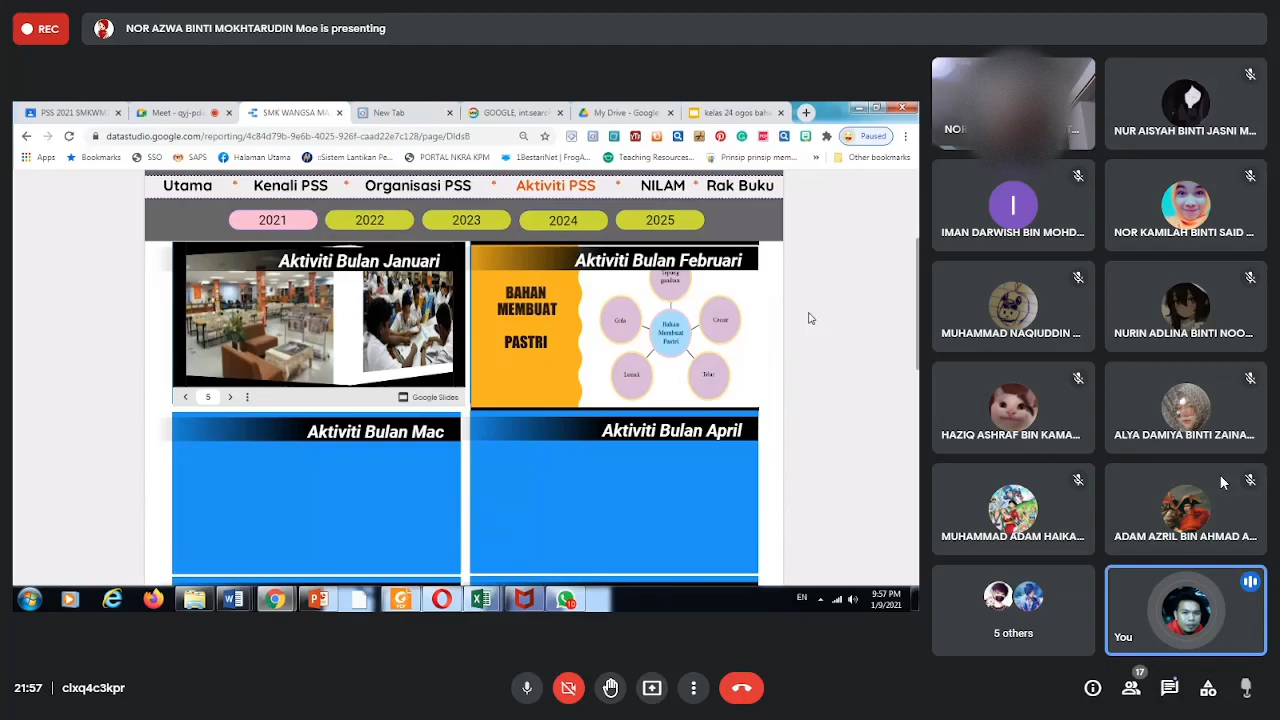 REC
NOR AZWA BINTI MOKHTARUDIN Moe is presenting
PSS 2021 SMKWM
Meet - qyj-pd
SMK WANGSA MA
New Tab
GOOGLE, int.search
My Drive - Google
kelas 24 ogos baha
datastudio.google.com/reporting/4c84d79b-9e6b-4025-926f-caad22e7c128/page/DldsB
Paused
Apps
Bookmarks
SSO
SAPS
Halaman Utama
::Sistem Lantikan Pe...
PORTAL NKRA KPM
1BestariNet | FrogA...
Teaching Resources...
Prinsip prinsip mem...
»
Other bookmarks
Utama * Kenali PSS * Organisasi PSS * Aktiviti PSS * NILAM * Rak Buku
2021 2022 2023 2024 2025
Aktiviti Bulan Januari
Aktiviti Bulan Februari
BAHAN
MEMBUAT
PASTRI
Tepung
gandum
Gula
Bahan
Membuat
Pastri
Lemak
Telur
5
Google Slides
Aktiviti Bulan Mac
Aktiviti Bulan April
EN
9:57 PM
1/9/2021
10
NUR AISYAH BINTI JASNI M...
I
IMAN DARWISH BIN MOHD...
NOR KAMILAH BINTI SAID ...
MUHAMMAD NAQIUDDIN ...
NURIN ADLINA BINTI NOO...
HAZIQ ASHRAF BIN KAMA...
ALYA DAMIYA BINTI ZAINA...
MUHAMMAD ADAM HAIKA...
ADAM AZRIL BIN AHMAD A...
5 others
You
21:57
clxq4c3kpr
17